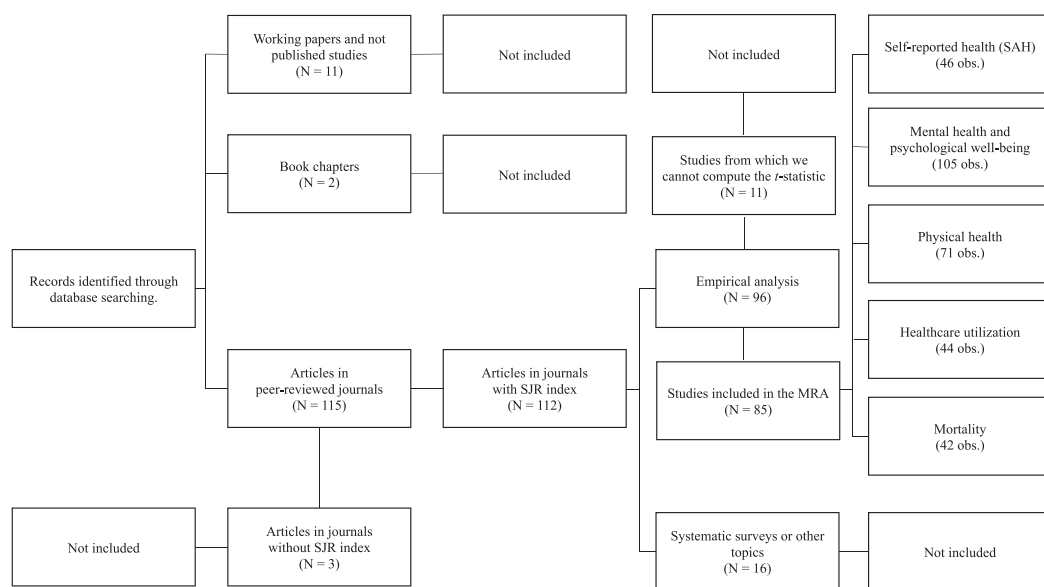 Working papers and not
published studies
(N = 11)
Not included
Not included
Self-reported health (SAH)
(46 obs.)
Book chapters
(N = 2)
Not included
Studies from which we
cannot compute the t-statistic
(N = 11)
Mental health and
psychological well-being
(105 obs.)
Records identified through
database searching.
Empirical analysis
(N = 96)
Physical health
(71 obs.)
Articles in
peer-reviewed journals
(N = 115)
Articles in journals
with SJR index
(N = 112)
Studies included in the MRA
(N = 85)
Healthcare utilization
(44 obs.)
Mortality
(42 obs.)
Not included
Articles in journals
without SJR index
(N = 3)
Systematic surveys or other
topics
(N = 16)
Not included